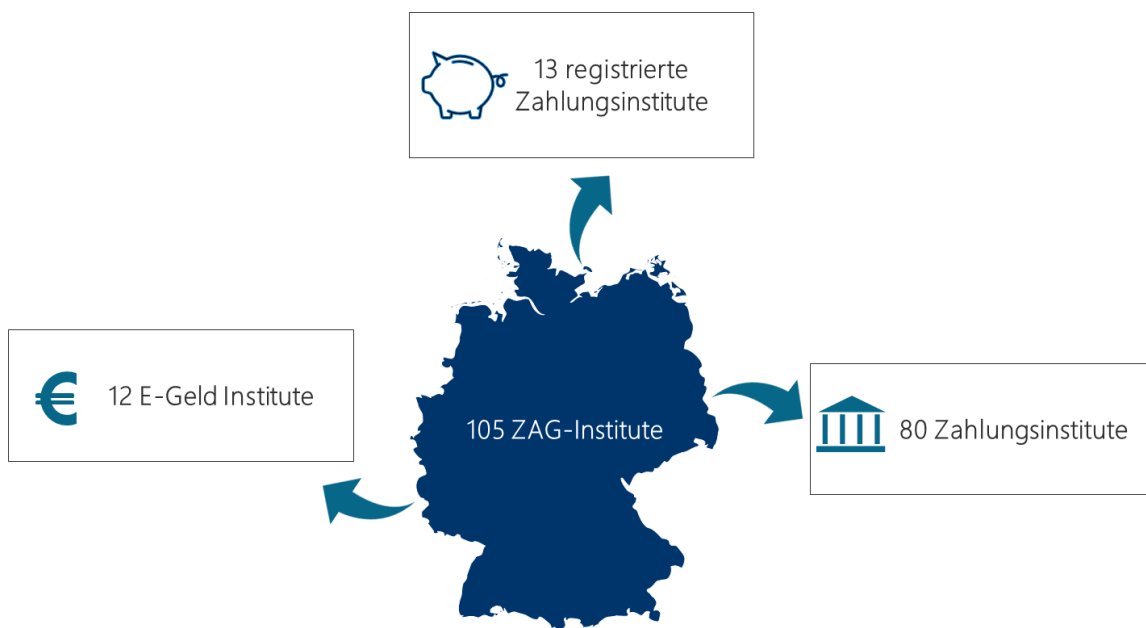 13 registrierte
Zahlungsinstitute
12 E-Geld Institute
105 ZAG-Institute
80 Zahlungsinstitute